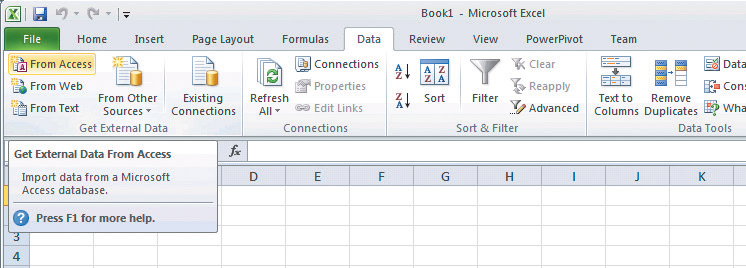 Book1 - Microsoft Excel
File Home Insert Page Layout Formulas Data Review View PowerPivot Team
From Access
From Web
From Text
From Other
Sources
Existing
Connections
Get External Data
Refresh
All
Connections
Properties
Edit Links
Connections
A
Z
Z
A
Z A
A Z
Sort
Filter
Clear
Reapply
Advanced
Sort & Filter
Text to
Columns
Remove
Duplicates
Data
Cons
Wha
Data Tools
Get External Data From Access
Import data from a Microsoft
Access database.
Press F1 for more help.
fx
D E F G H I J K
3
4